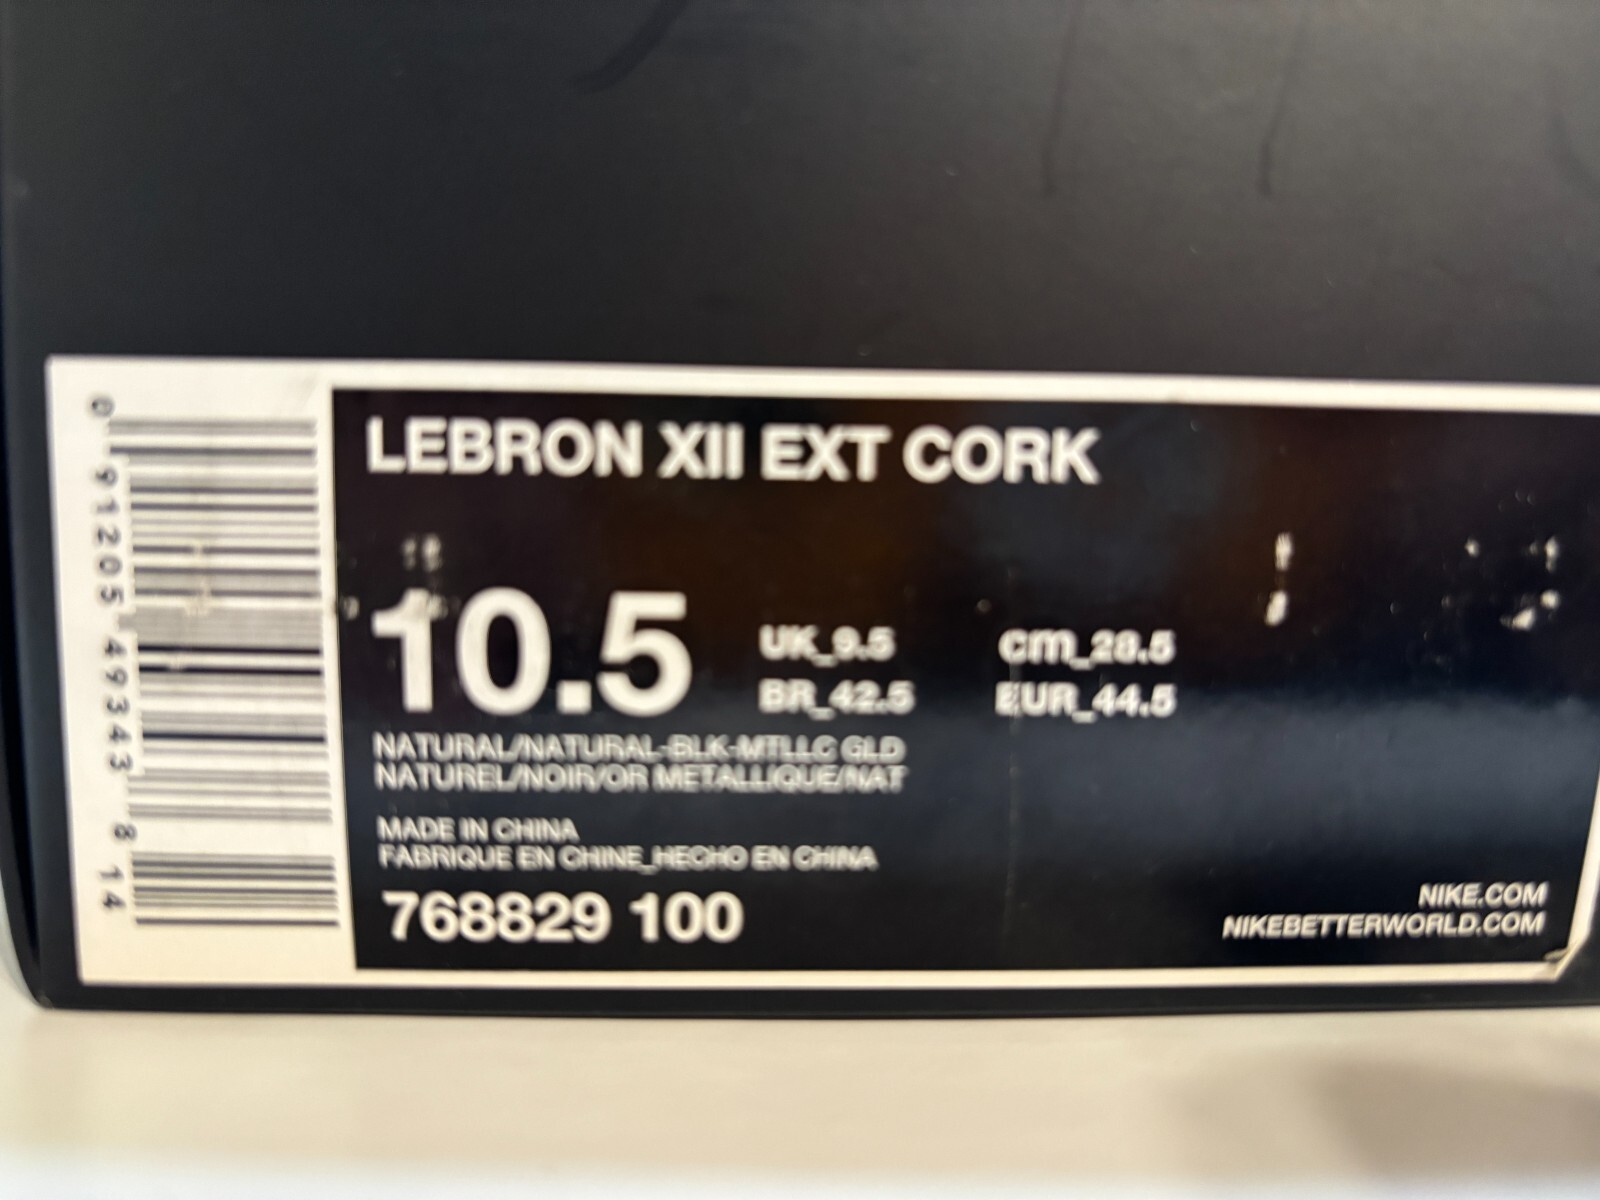 LEBRON XII EXT CORK
10.5
UK_9.5
cm_28.5
BR_42.5
EUR_44.5
NATURAL/NATURAL-BLK-MTLLC GLD
NATUREL/NOIR/OR METALLIQUE/NAT
MADE IN CHINA
FABRIQUE EN CHINE_HECHO EN CHINA
768829 100
NIKE.COM
NIKEBETTERWORLD.COM
0 91205 49343 8 14